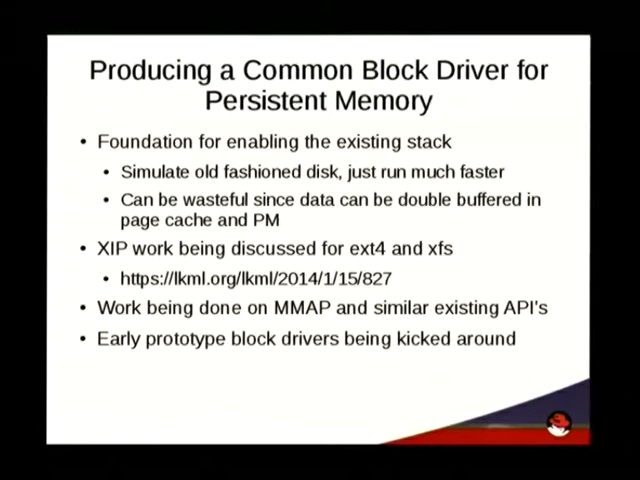 Producing a Common Block Driver for
Persistent Memory
• Foundation for enabling the existing stack
• Simulate old fashioned disk, just run much faster
• Can be wasteful since data can be double buffered in
page cache and PM
• XIP work being discussed for ext4 and xfs
• https://lkml.org/lkml/2014/1/15/827
• Work being done on MMAP and similar existing API's
• Early prototype block drivers being kicked around